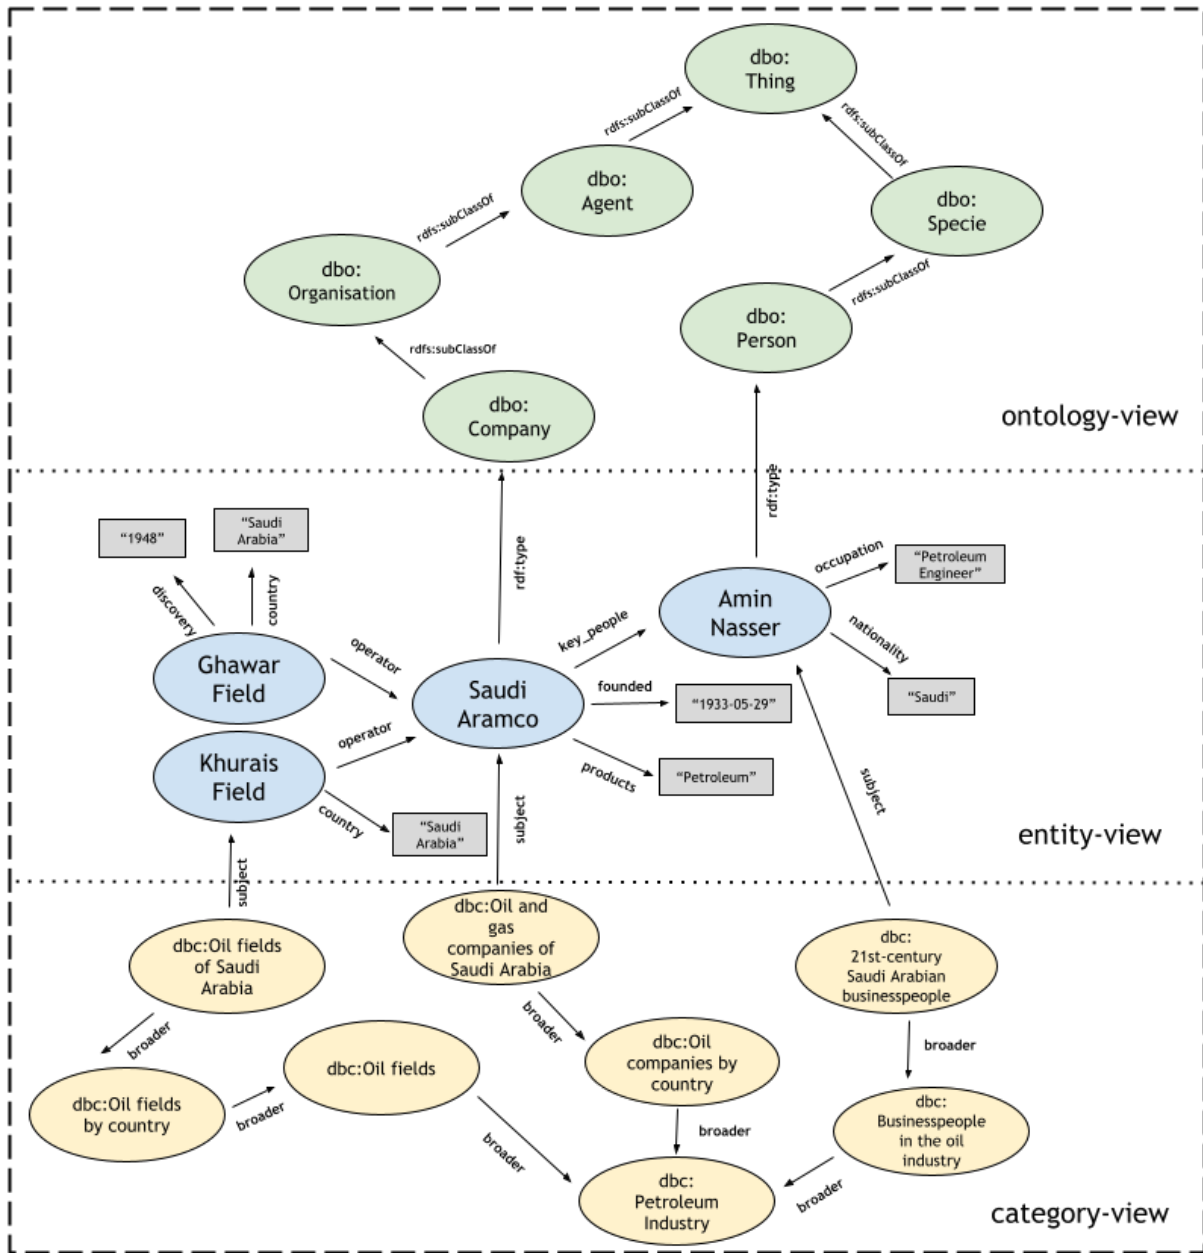 dbo:
Thing
rdfs:subClassOf
rdfs:subClassOf
dbo:
Agent
dbo:
Specie
rdfs:subClassOf
dbo:
Organisation
rdfs:subClassOf
dbo:
Person
rdfs:subClassOf
dbo:
Company
ontology-view
rdf:type
rdf:type
“1948”
“Saudi
Arabia”
discovery
country
occupation
“Petroleum
Engineer”
Amin
Nasser
nationality
“Saudi”
key_people
Ghawar
Field
operator
Saudi
Aramco
founded
“1933-05-29”
operator
Khurais
Field
products
“Petroleum”
country
“Saudi
Arabia”
subject
subject
subject
entity-view
dbc:Oil fields
of Saudi
Arabia
dbc:Oil and
gas
companies of
Saudi Arabia
dbc:
21st-century
Saudi Arabian
businesspeople
broader
broader
broader
dbc:Oil fields
by country
broader
dbc:Oil fields
dbc:Oil
companies by
country
dbc:
Businesspeople
in the oil
industry
broader
broader
broader
dbc:
Petroleum
Industry
category-view